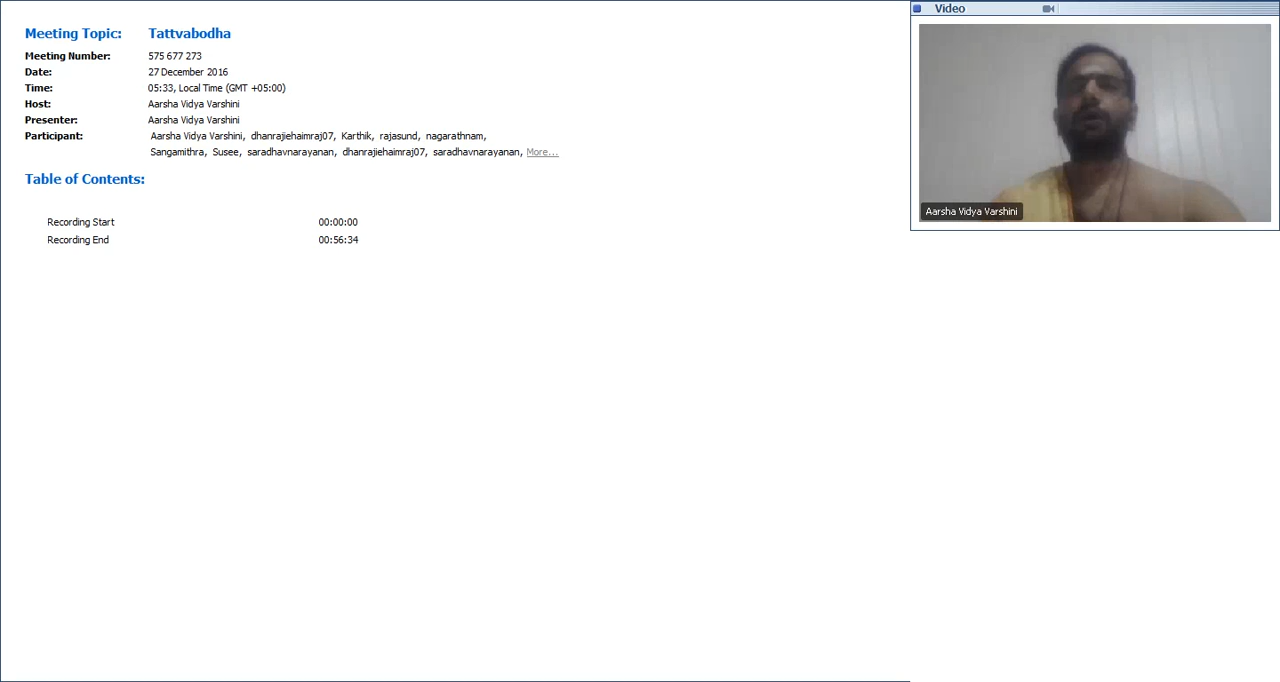 Meeting Topic: Tattvabodha
Meeting Number: 575 677 273
Date: 27 December 2016
Time: 05:33, Local Time (GMT +05:00)
Host: Aarsha Vidya Varshini
Presenter: Aarsha Vidya Varshini
Participant: Aarsha Vidya Varshini, dhanrajiehaimraj07, Karthik, rajasund, nagarathnam,
Sangamithra, Susee, saradhavnarayanan, dhanrajiehaimraj07, saradhavnarayanan, More...
Table of Contents:
Recording Start 00:00:00
Recording End 00:56:34
Video
Aarsha Vidya Varshini